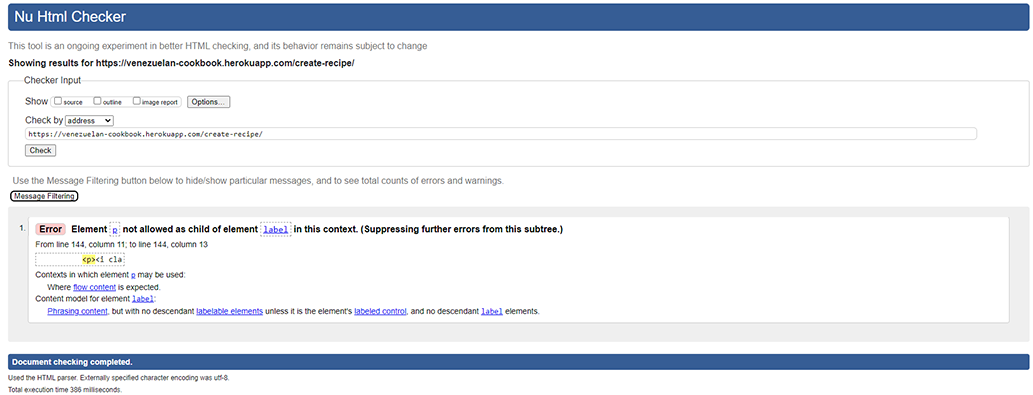 Nu Html Checker
This tool is an ongoing experiment in better HTML checking, and its behavior remains subject to change
Showing results for https://venezuelan-cookbook.herokuapp.com/create-recipe/
Checker Input
Show source outline image report Options...
Check by address
https://venezuelan-cookbook.herokuapp.com/create-recipe/
Check
Use the Message Filtering button below to hide/show particular messages, and to see total counts of errors and warnings.
Message Filtering
1. Error Element p not allowed as child of element label in this context. (Suppressing further errors from this subtree.)
From line 144, column 11; to line 144, column 13
<p><i cla
Contexts in which element p may be used:
Where flow content is expected.
Content model for element label:
Phrasing content, but with no descendant labelable elements unless it is the element's labeled control, and no descendant label elements.
Document checking completed.
Used the HTML parser. Externally specified character encoding was utf-8.
Total execution time 386 milliseconds.